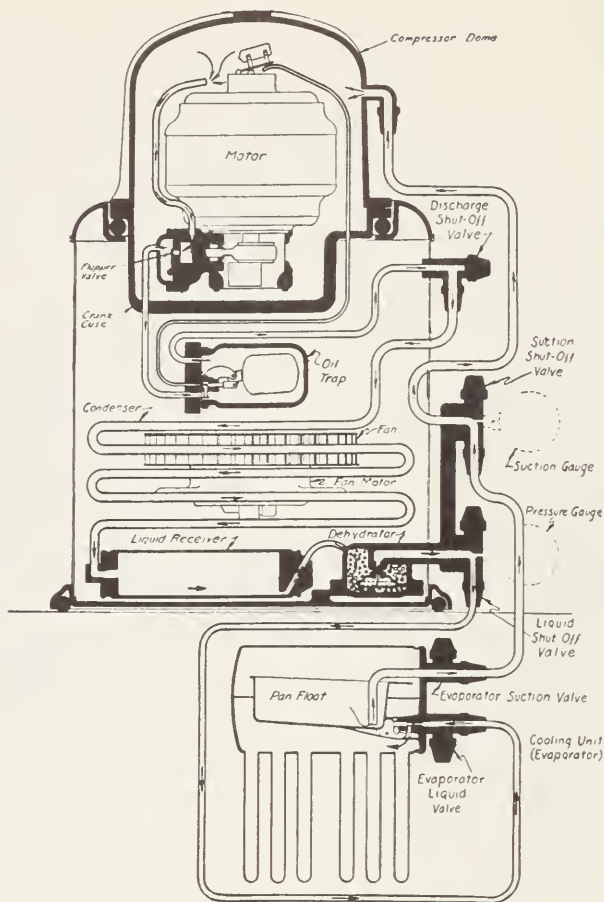 Compressor Dome
Motor
Discharge
Shut-Off
Valve
Flapper
Valve
Crank
Case
Suction
Shut-Off
Valve
Oil
Trap
Condenser
Fan
Suction Gauge
Fan Motor
Pressure Gauge
Dehydrator
Liquid Receiver
Liquid
Shut Off
Valve
Pan Float
Evaporator Suction Valve
Cooling Unit
(Evaporator)
Evaporator
Liquid
Valve